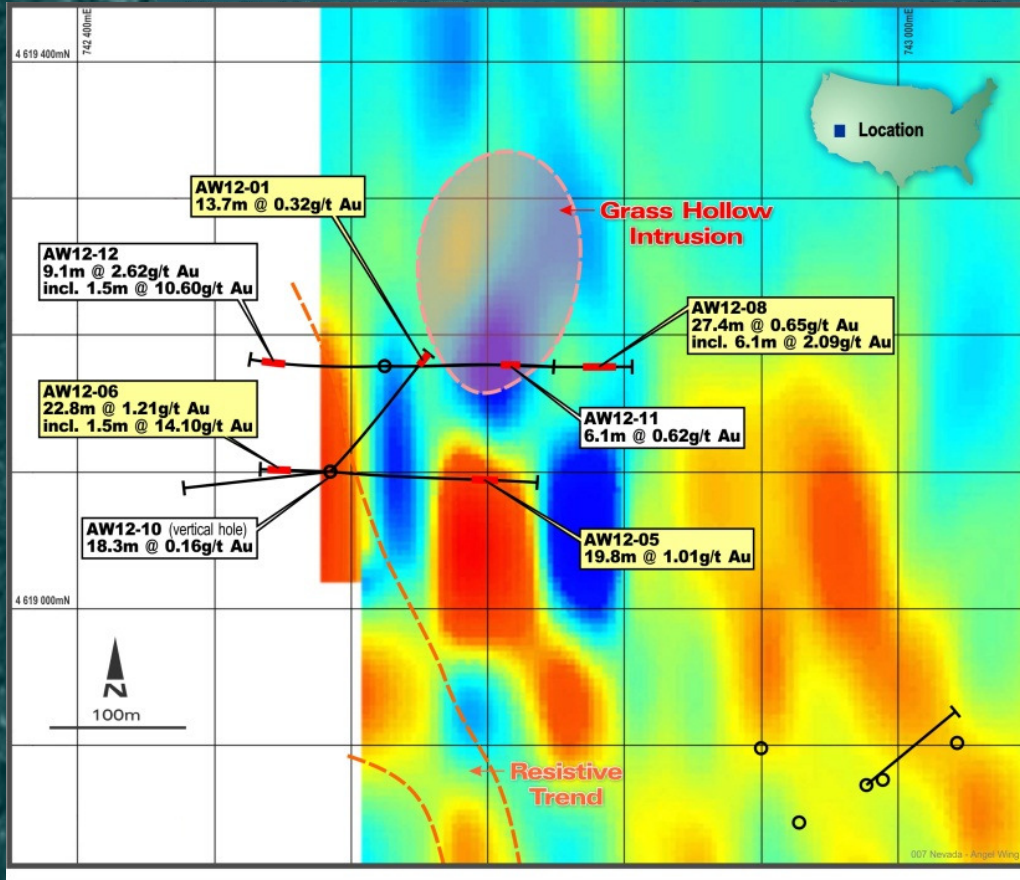 742 400mE
743 000mE
4 619 400mN
Location
AW12-01
13.7m @ 0.32g/t Au
Grass Hollow
Intrusion
AW12-12
9.1m @ 2.62g/t Au
incl. 1.5m @ 10.60g/t Au
AW12-08
27.4m @ 0.65g/t Au
incl. 6.1m @ 2.09g/t Au
AW12-06
22.8m @ 1.21g/t Au
incl. 1.5m @ 14.10g/t Au
AW12-11
6.1m @ 0.62g/t Au
AW12-10 (vertical hole)
18.3m @ 0.16g/t Au
AW12-05
19.8m @ 1.01g/t Au
4 619 000mN
N
100m
Resistive
Trend
007 Nevada - Angel Wing